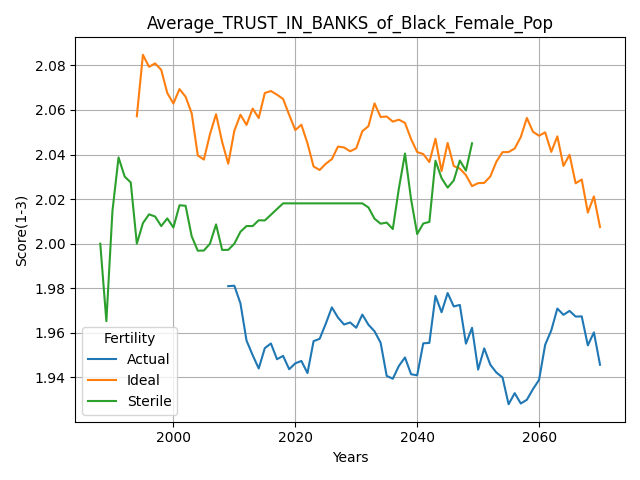 Average_TRUST_IN_BANKS_of_Black_Female_Pop
Score(1-3)
2.08
2.06
2.04
2.02
2.00
1.98
1.96
1.94
Fertility
Actual
Ideal
Sterile
2000
2020
2040
2060
Years